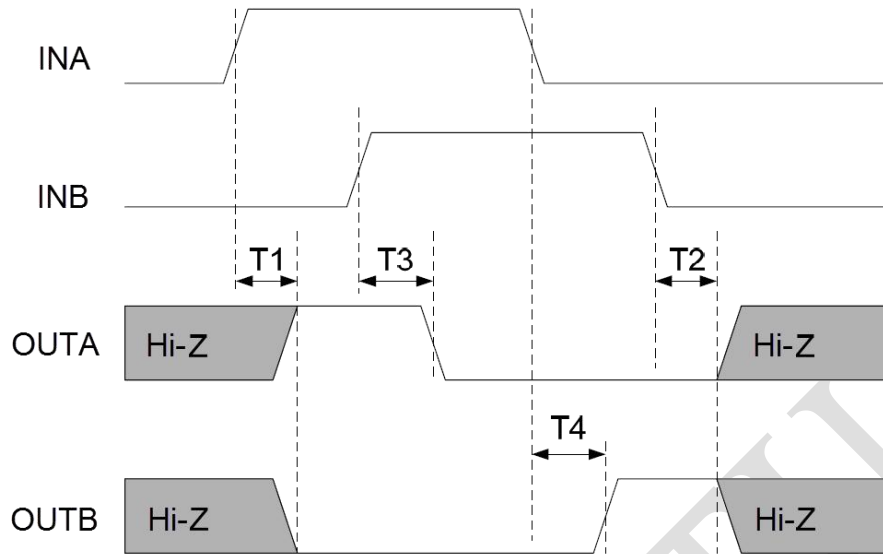 INA
INB
T1 T3 T2
OUTA Hi-Z Hi-Z
T4
OUTB Hi-Z Hi-Z